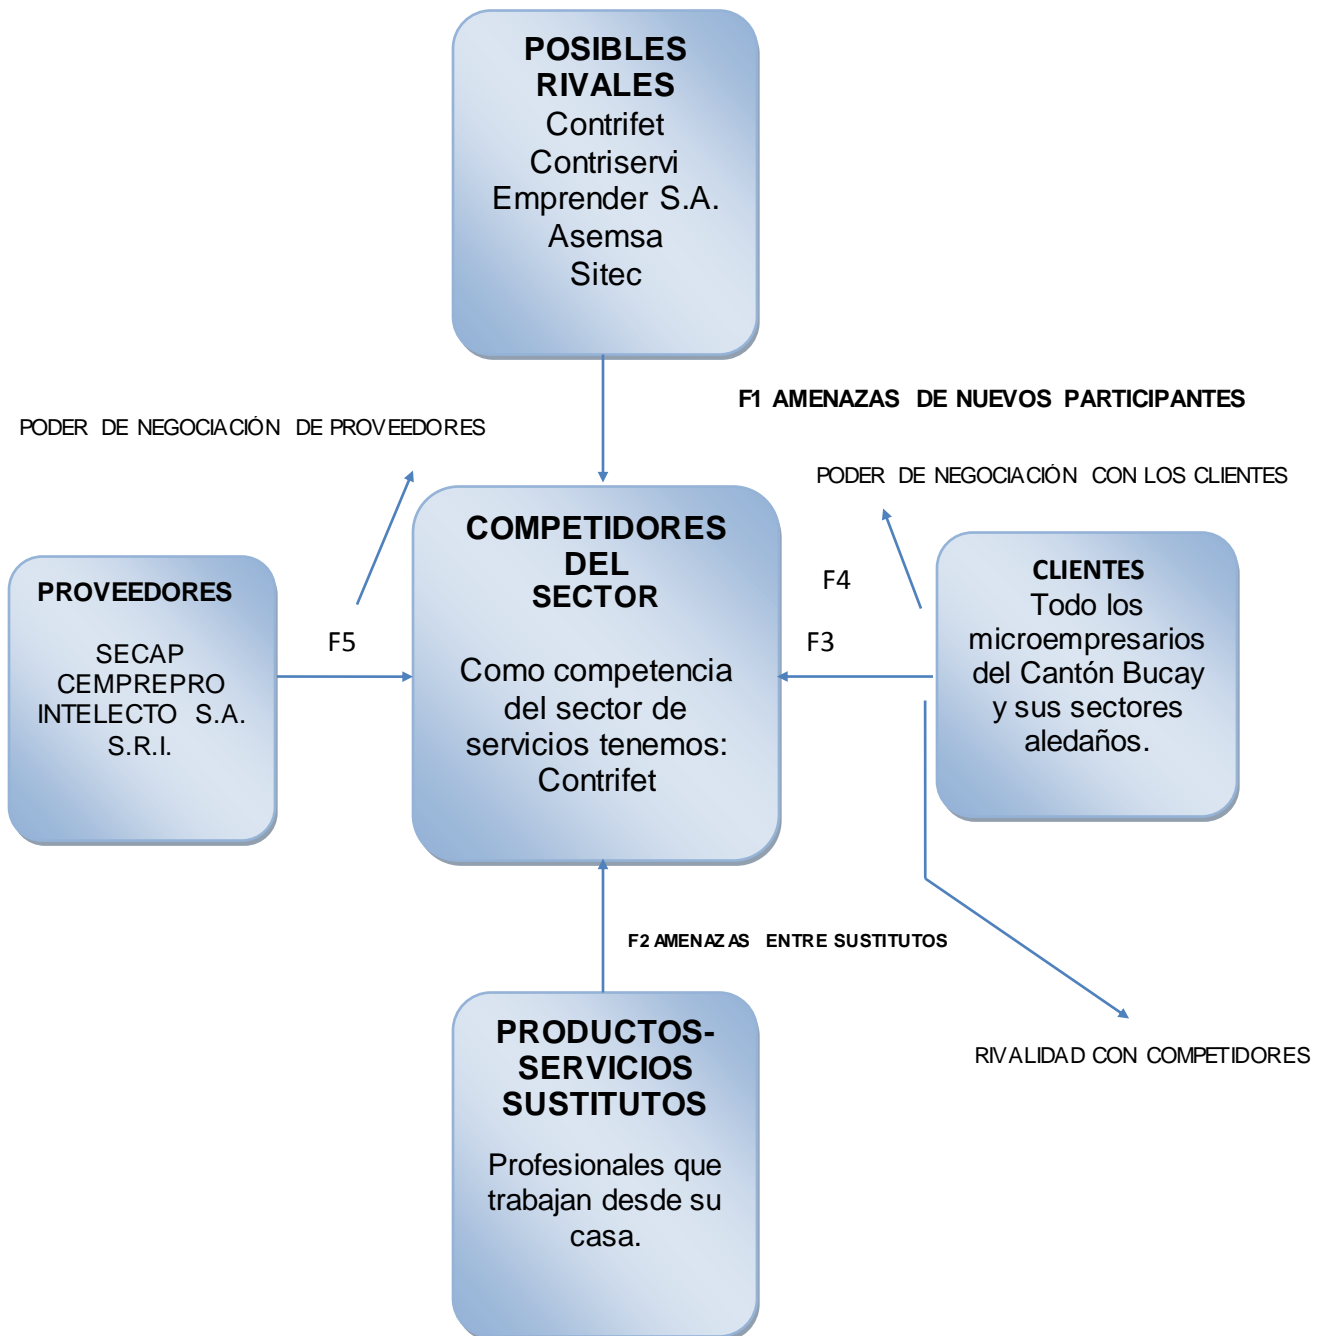 POSIBLES
RIVALES
Contrifet
Contriservi
Emprender S.A.
Asemsa
Sitec
F1 AMENAZAS DE NUEVOS PARTICIPANTES
PODER DE NEGOCIACIÓN DE PROVEEDORES
PODER DE NEGOCIACIÓN CON LOS CLIENTES
PROVEEDORES
SECAP
CEMPREPRO
INTELECTO S.A.
S.R.I.
F5
COMPETIDORES
DEL
SECTOR
Como competencia
del sector de
servicios tenemos:
Contrifet
F4
F3
CLIENTES
Todo los
microempresarios
del Cantón Bucay
y sus sectores
aledaños.
F2 AMENAZAS ENTRE SUSTITUTOS
RIVALIDAD CON COMPETIDORES
PRODUCTOS-
SERVICIOS
SUSTITUTOS
Profesionales que
trabajan desde su
casa.